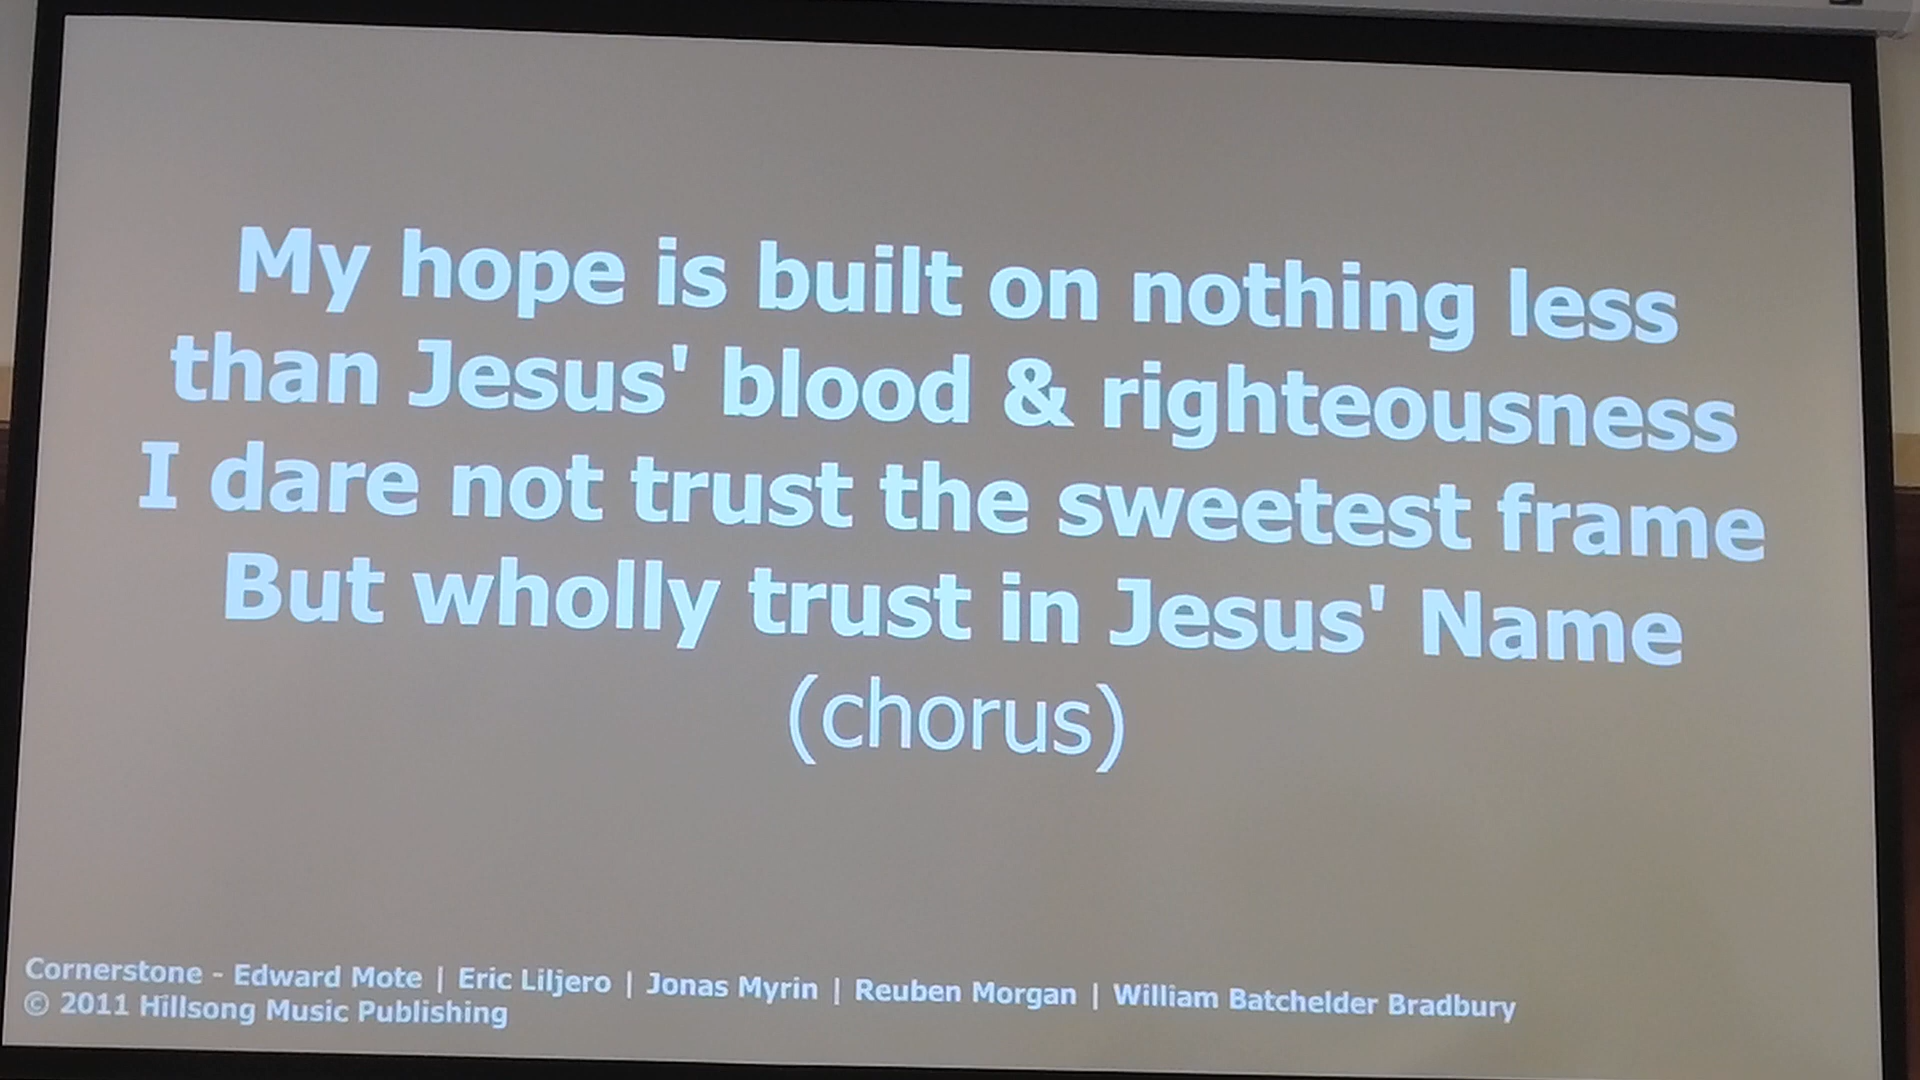 My hope is built on nothing less
than Jesus' blood & righteousness
I dare not trust the sweetest frame
But wholly trust in Jesus' Name
(chorus)
Cornerstone - Edward Mote | Eric Liljero | Jonas Myrin | Reuben Morgan | William Batchelder Bradbury
© 2011 Hillsong Music Publishing